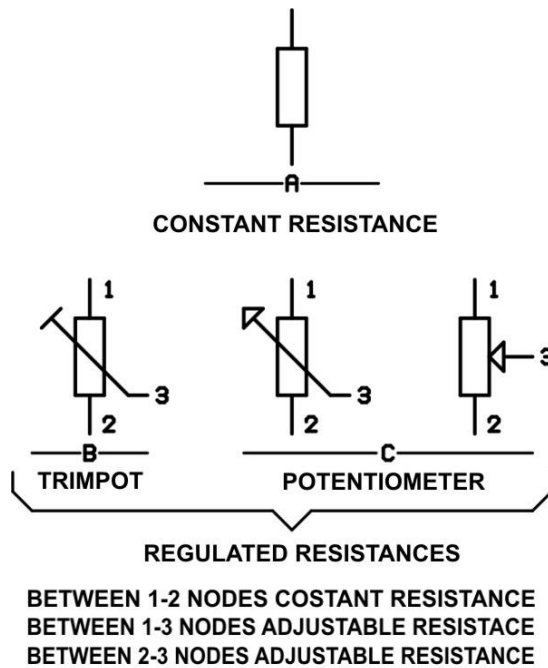 A
CONSTANT RESISTANCE
1 1 1
3 3 3
2 2 2
B C
TRIMPOT POTENTIOMETER
REGULATED RESISTANCES
BETWEEN 1-2 NODES COSTANT RESISTANCE
BETWEEN 1-3 NODES ADJUSTABLE RESISTACE
BETWEEN 2-3 NODES ADJUSTABLE RESISTANCE